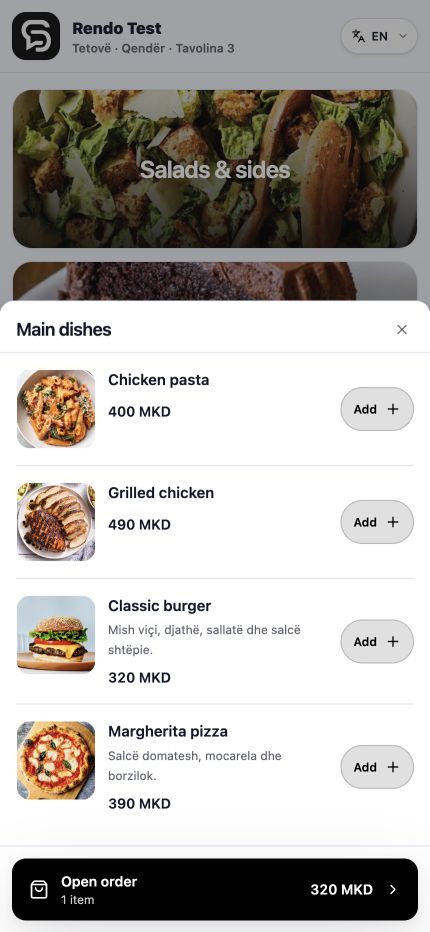 Rendo Test
Tetovë · Qendër · Tavolina 3
EN
Salads & sides
Main dishes
Chicken pasta
400 MKD
Add
Grilled chicken
490 MKD
Add
Classic burger
Mish viçi, djathë, sallatë dhe salcë
shtëpie.
320 MKD
Add
Margherita pizza
Salcë domatesh, mocarela dhe
borzilok.
390 MKD
Add
Open order
1 item
320 MKD